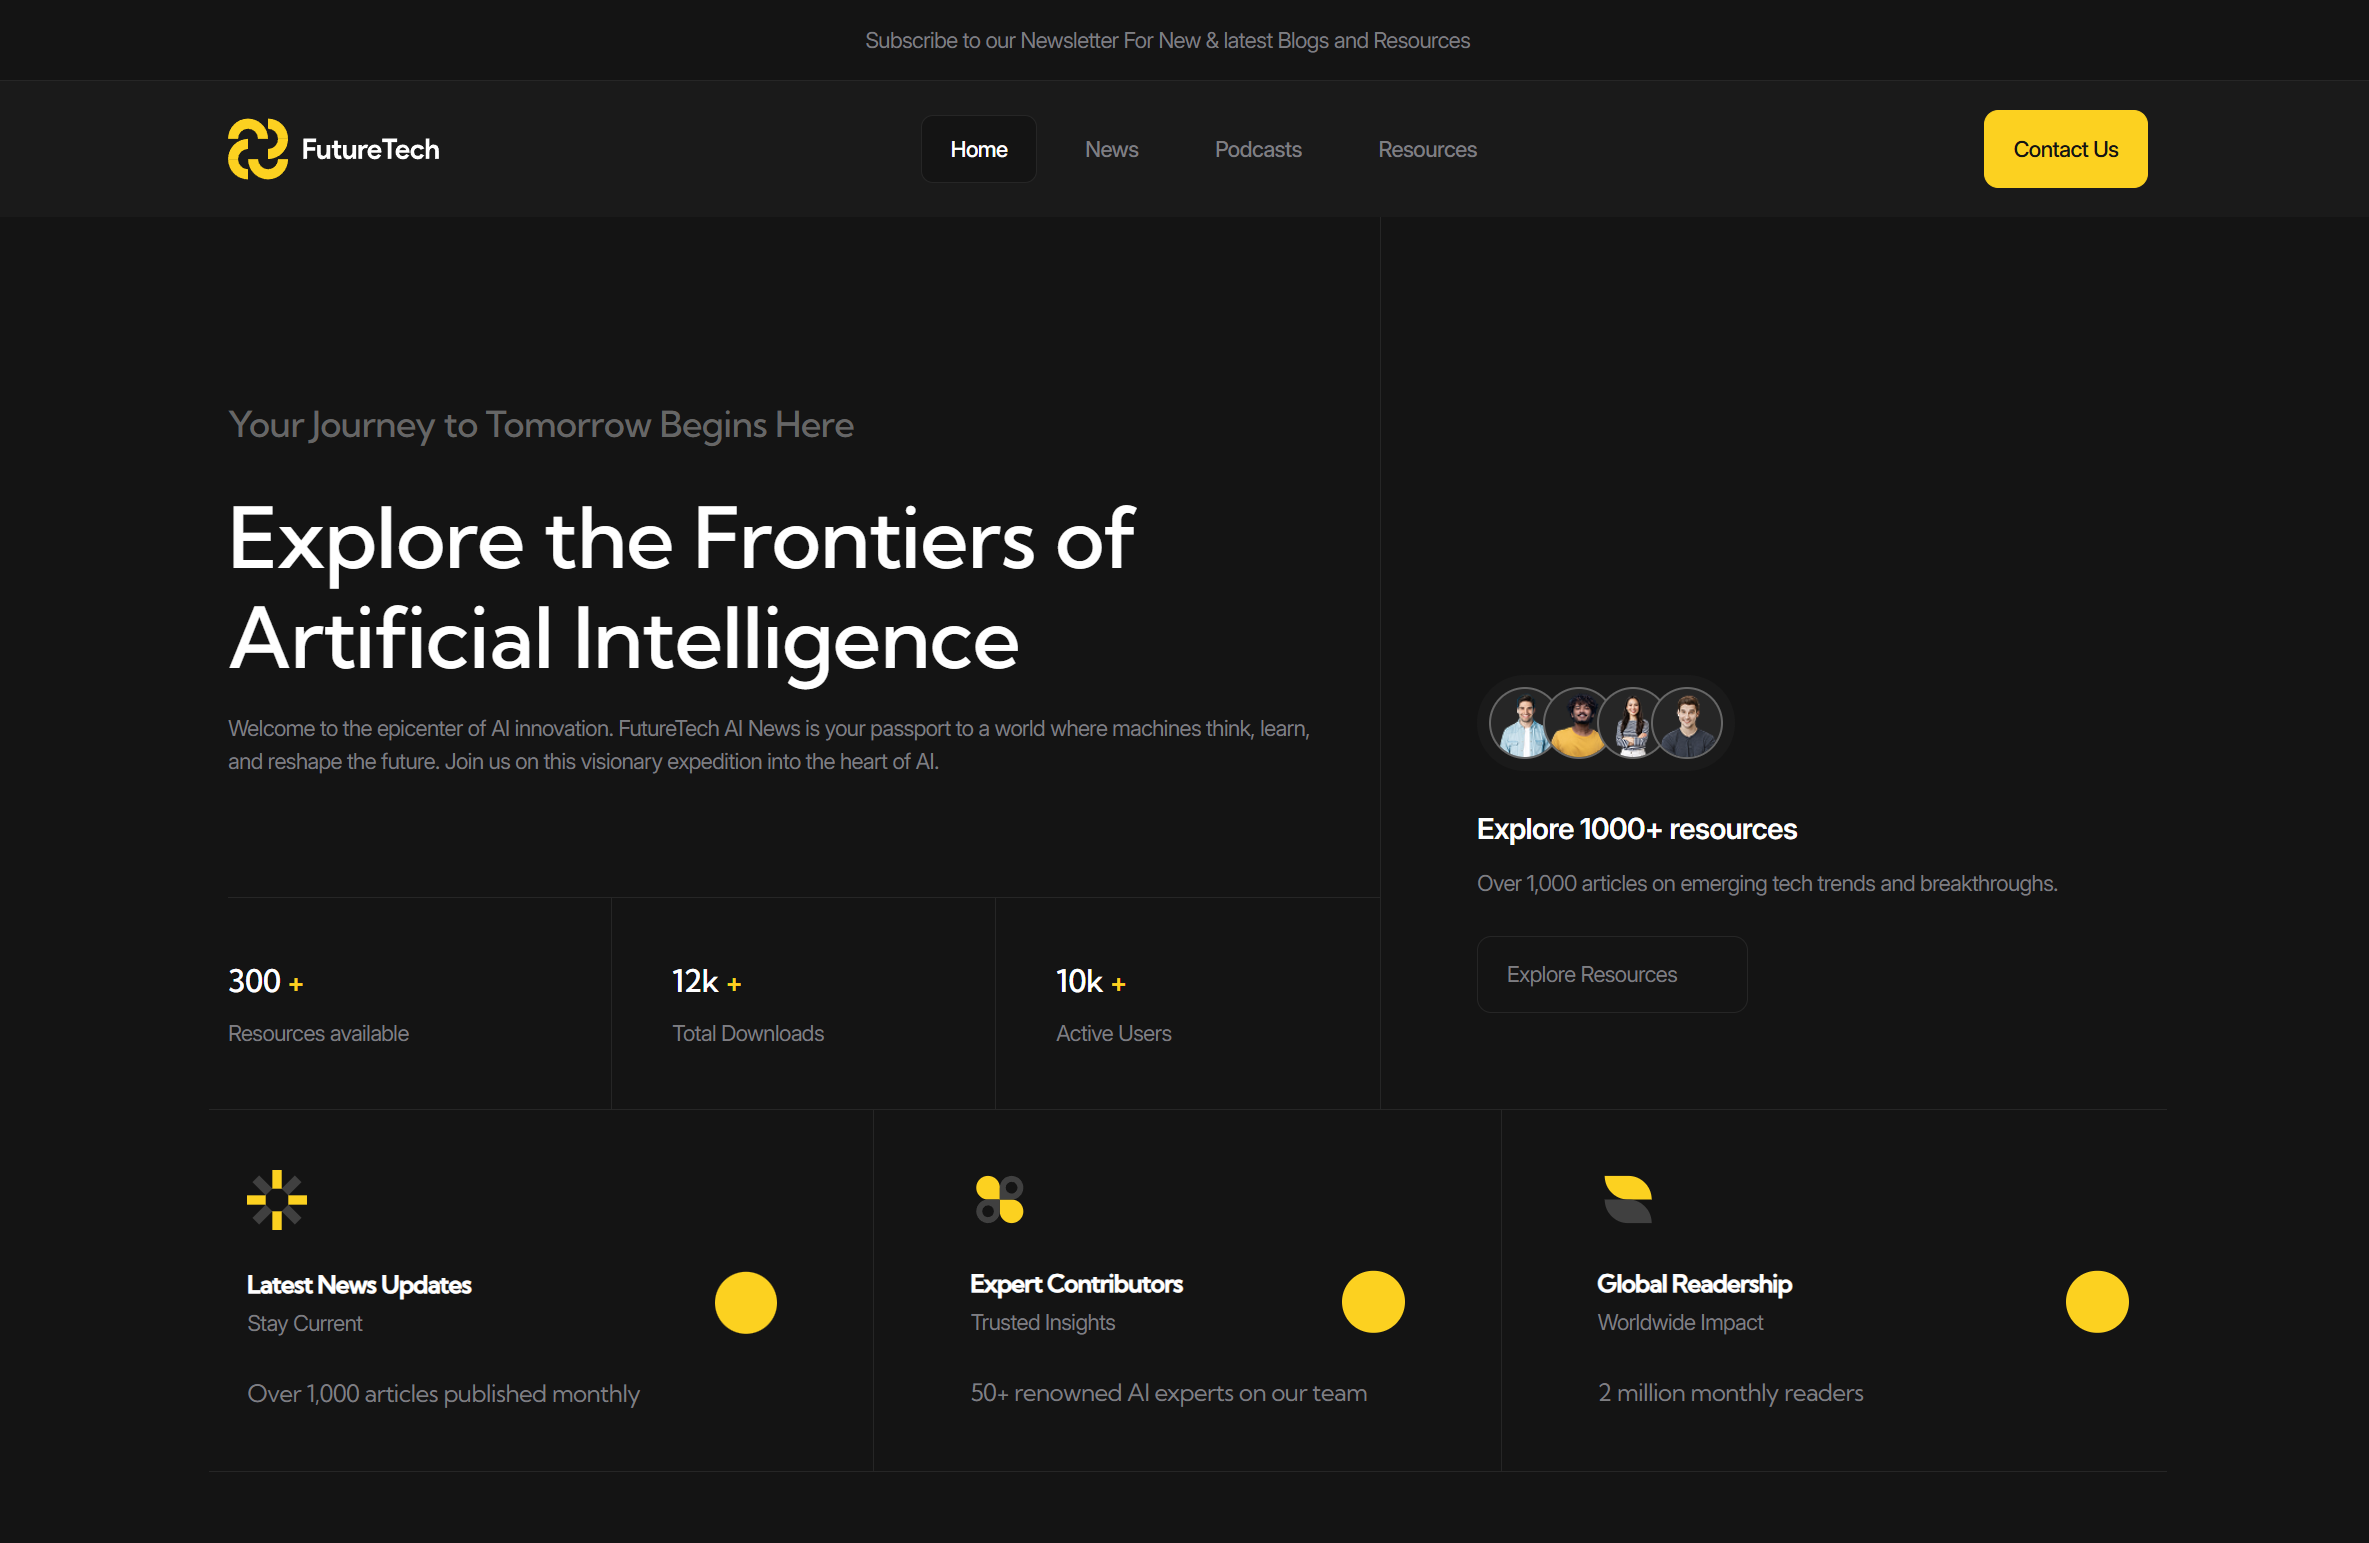 Subscribe to our Newsletter For New & latest Blogs and Resources
FutureTech
Home
News
Podcasts
Resources
Contact Us
Your Journey to Tomorrow Begins Here
Explore the Frontiers of
Artificial Intelligence
Welcome to the epicenter of AI innovation. FutureTech AI News is your passport to a world where machines think, learn,
and reshape the future. Join us on this visionary expedition into the heart of AI.
300 +
Resources available
12k +
Total Downloads
10k +
Active Users
Explore 1000+ resources
Over 1,000 articles on emerging tech trends and breakthroughs.
Explore Resources
Latest News Updates
Stay Current
Over 1,000 articles published monthly
Expert Contributors
Trusted Insights
50+ renowned AI experts on our team
Global Readership
Worldwide Impact
2 million monthly readers